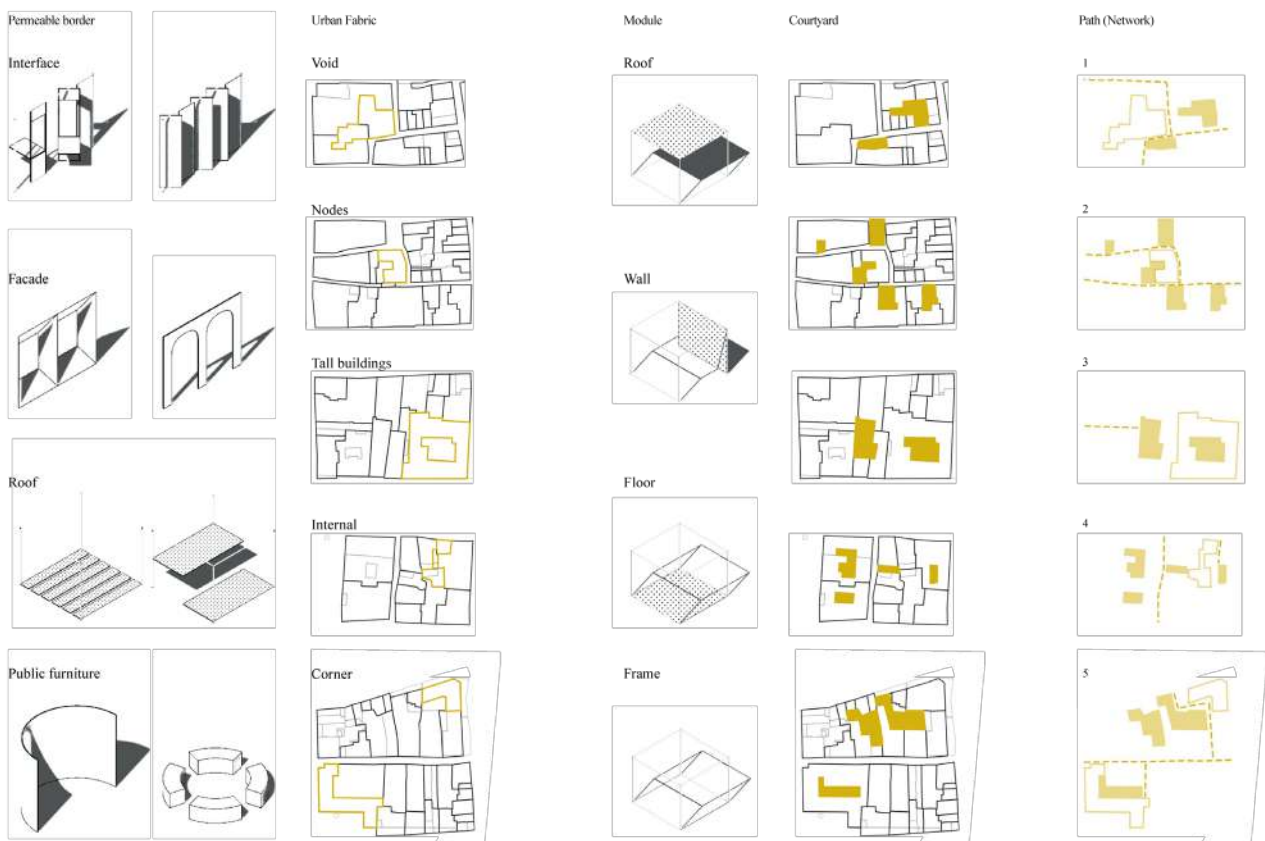 Permeable border
Urban Fabric
Module
Courtyard
Path (Network)
Interface
Void
Roof
1
Nodes
2
Facade
Wall
Tall buildings
3
Roof
Floor
Internal
4
Public furniture
Corner
Frame
5